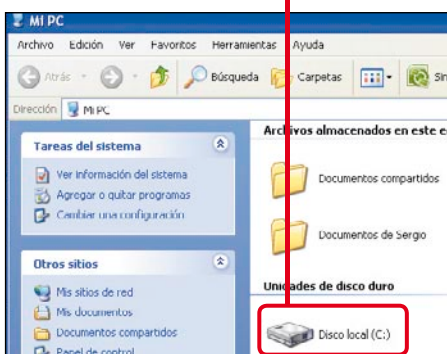 Mi PC
Archivo Edición Ver Favoritos Herramientas Ayuda
Atrás Búsqueda Carpetas Sin
Dirección Mi PC
Tareas del sistema
Ver información del sistema
Agregar o quitar programas
Cambiar una configuración
Otros sitios
Mis sitios de red
Mis documentos
Documentos compartidos
Panel de control
Archivos almacenados en este e
Documentos compartidos
Documentos de Sergio
Unidades de disco duro
Disco local (C:)